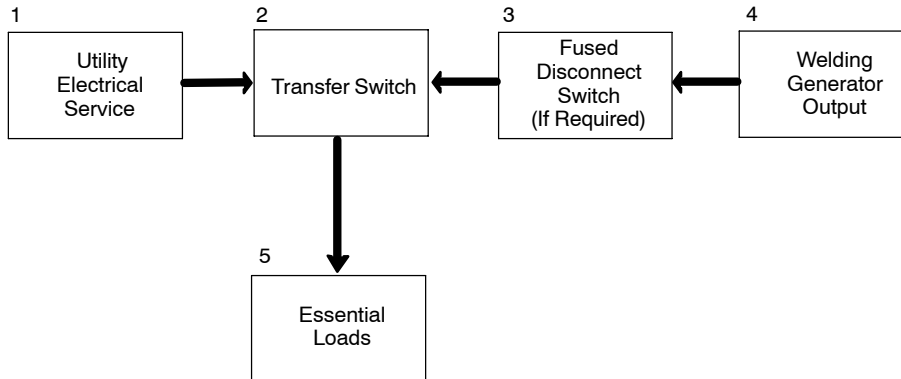 1
Utility
Electrical
Service
2
Transfer Switch
3
Fused
Disconnect
Switch
(If Required)
4
Welding
Generator
Output
5
Essential
Loads